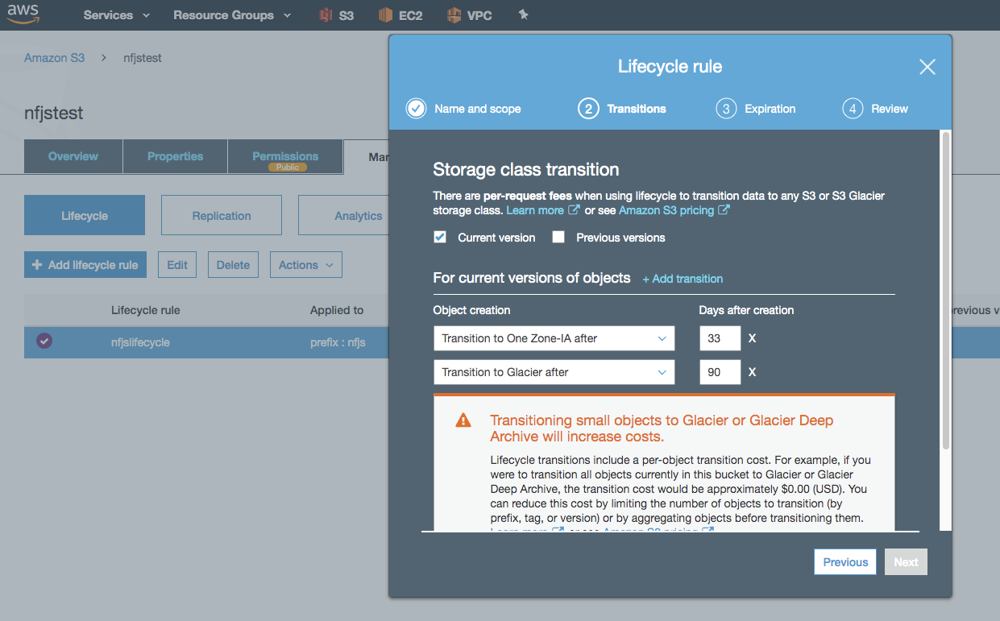 aws
Services
Resource Groups
S3
EC2
VPC
Amazon S3 > nfjstest
nfjstest
Overview
Properties
Permissions
Public
Lifecycle
Replication
Analytics
+ Add lifecycle rule
Edit
Delete
Actions
Lifecycle rule
Applied to
nfjslifecycle
prefix : nfjs
Lifecycle rule
Name and scope
2 Transitions
3 Expiration
4 Review
Storage class transition
There are per-request fees when using lifecycle to transition data to any S3 or S3 Glacier
storage class. Learn more or see Amazon S3 pricing
Current version
Previous versions
For current versions of objects + Add transition
Object creation
Days after creation
Transition to One Zone-IA after
33 X
Transition to Glacier after
90 X
Transitioning small objects to Glacier or Glacier Deep
Archive will increase costs.
Lifecycle transitions include a per-object transition cost. For example, if you
were to transition all objects currently in this bucket to Glacier or Glacier
Deep Archive, the transition cost would be approximately $0.00 (USD). You
can reduce this cost by limiting the number of objects to transition (by
prefix, tag, or version) or by aggregating objects before transitioning them.
Learn more or see Amazon S3 pricing
Previous
Next